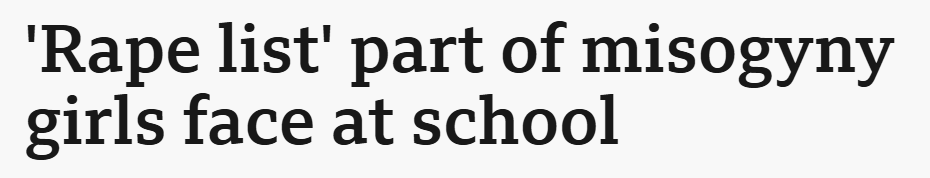 'Rape list' part of misogyny
girls face at school